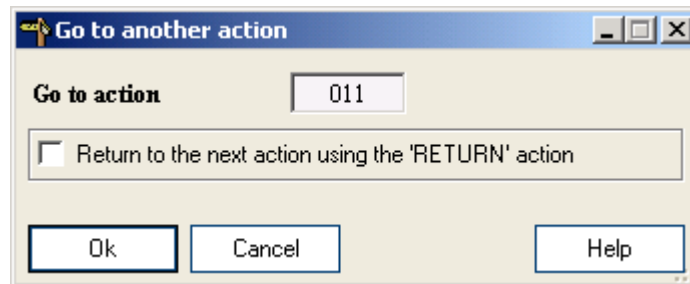 Go to another action
Go to action 011
Return to the next action using the 'RETURN' action
Ok Cancel Help